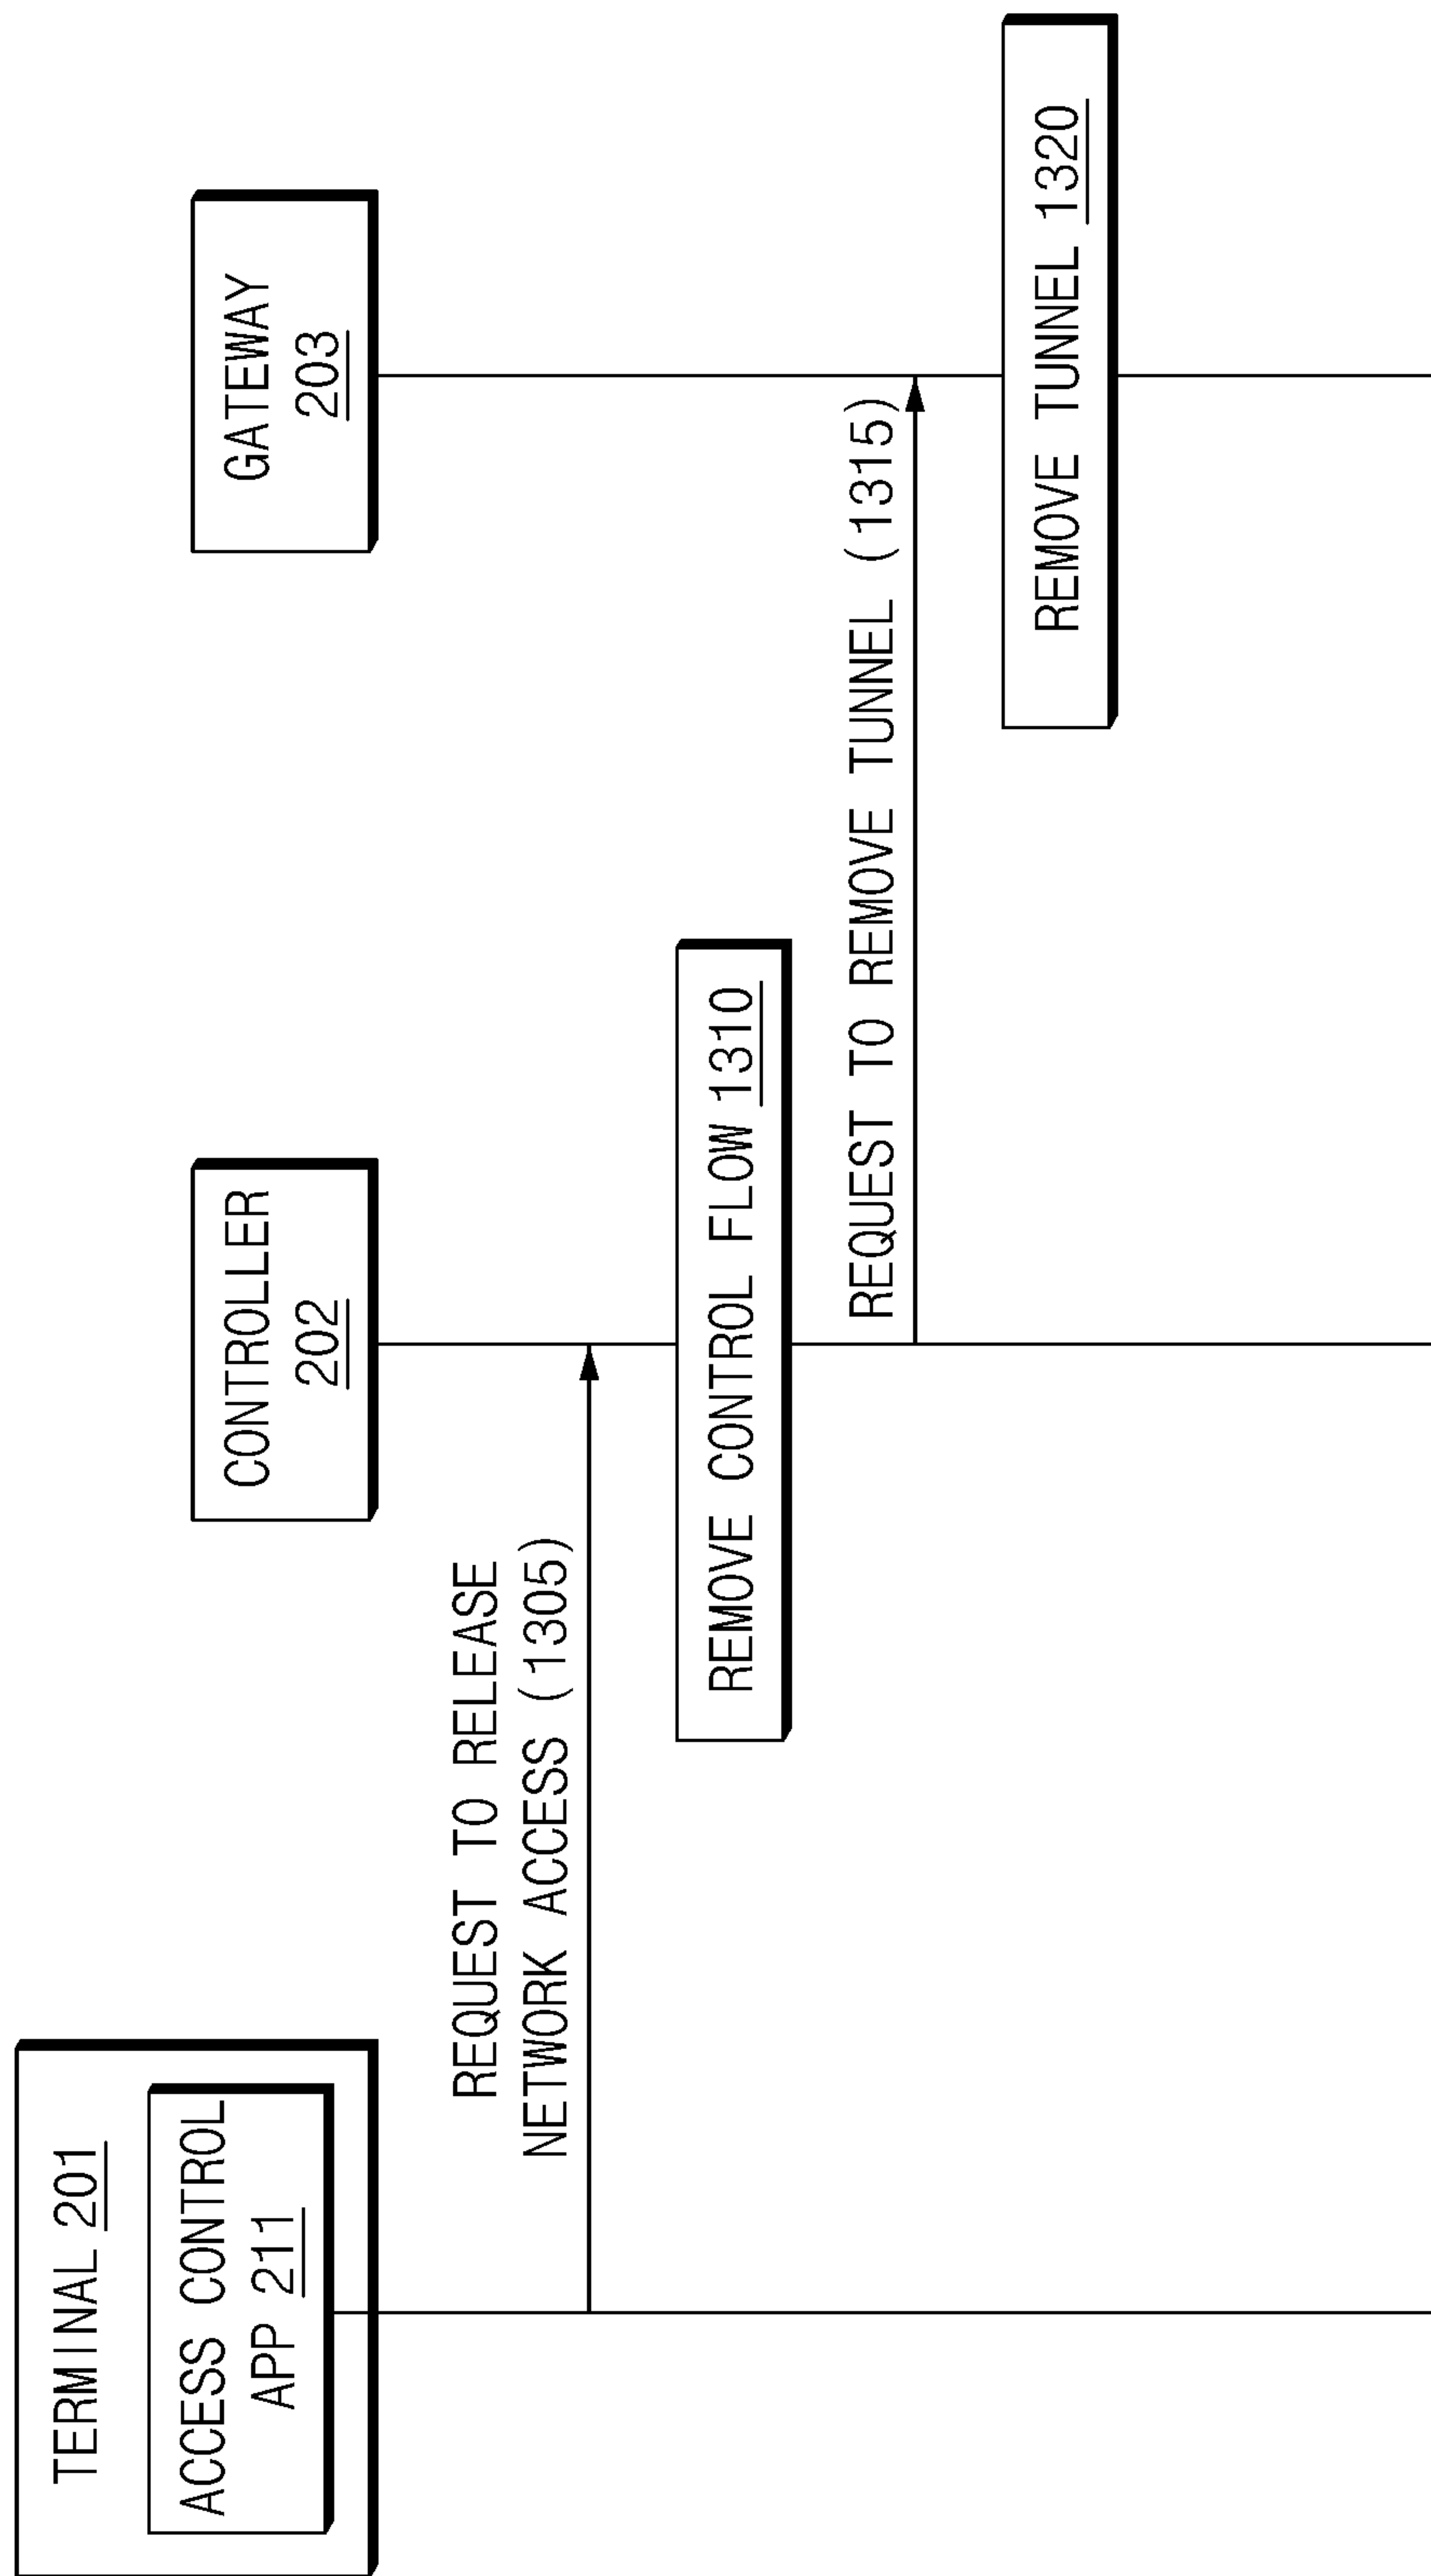 TERMINAL 201
ACCESS CONTROL
APP 211
CONTROLLER
202
GATEWAY
203
REQUEST TO RELEASE
NETWORK ACCESS (1305)
REMOVE CONTROL FLOW 1310
REQUEST TO REMOVE TUNNEL (1315)
REMOVE TUNNEL 1320